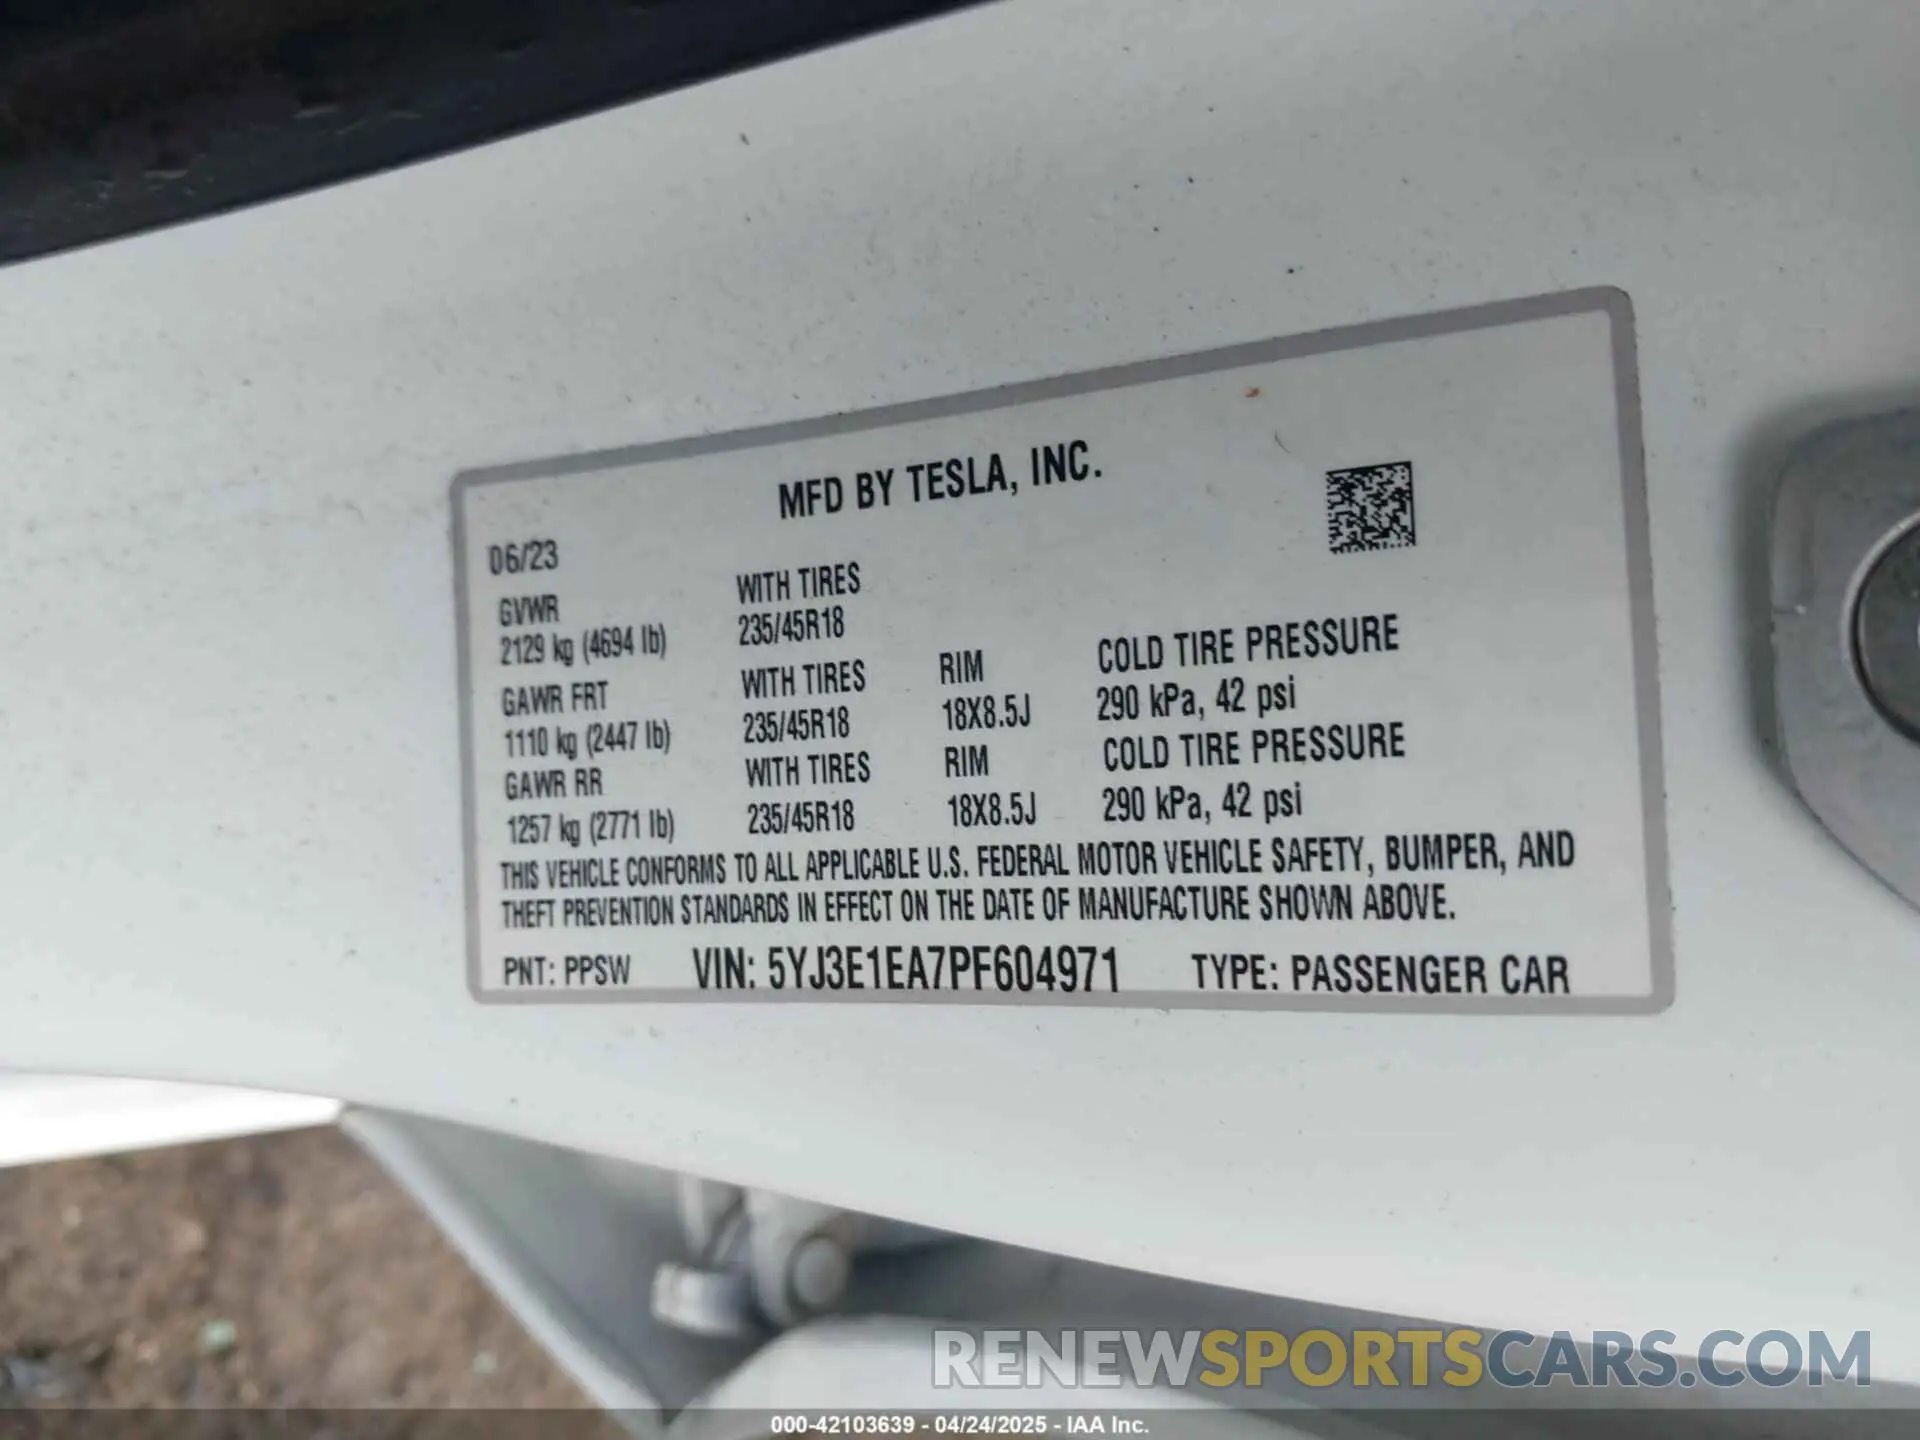 MFD BY TESLA, INC.
06/23
GVWR
2129 kg (4694 lb)
WITH TIRES
235/45R18
GAWR FRT
1110 kg (2447 lb)
WITH TIRES
235/45R18
RIM
18X8.5J
COLD TIRE PRESSURE
290 kPa, 42 psi
GAWR RR
1257 kg (2771 lb)
WITH TIRES
235/45R18
RIM
18X8.5J
COLD TIRE PRESSURE
290 kPa, 42 psi
THIS VEHICLE CONFORMS TO ALL APPLICABLE U.S. FEDERAL MOTOR VEHICLE SAFETY, BUMPER, AND
THEFT PREVENTION STANDARDS IN EFFECT ON THE DATE OF MANUFACTURE SHOWN ABOVE.
PNT: PPSW VIN: 5YJ3E1EA7PF604971 TYPE: PASSENGER CAR
RENEWSPORTSCARS.COM
000-42103639 - 04/24/2025 - IAA Inc.